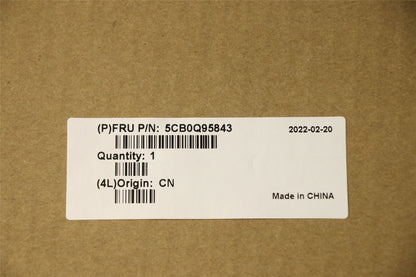 (P)FRU P/N: 5CB0Q95843 2022-02-20
Quantity: 1
(4L)Origin: CN
Made in CHINA